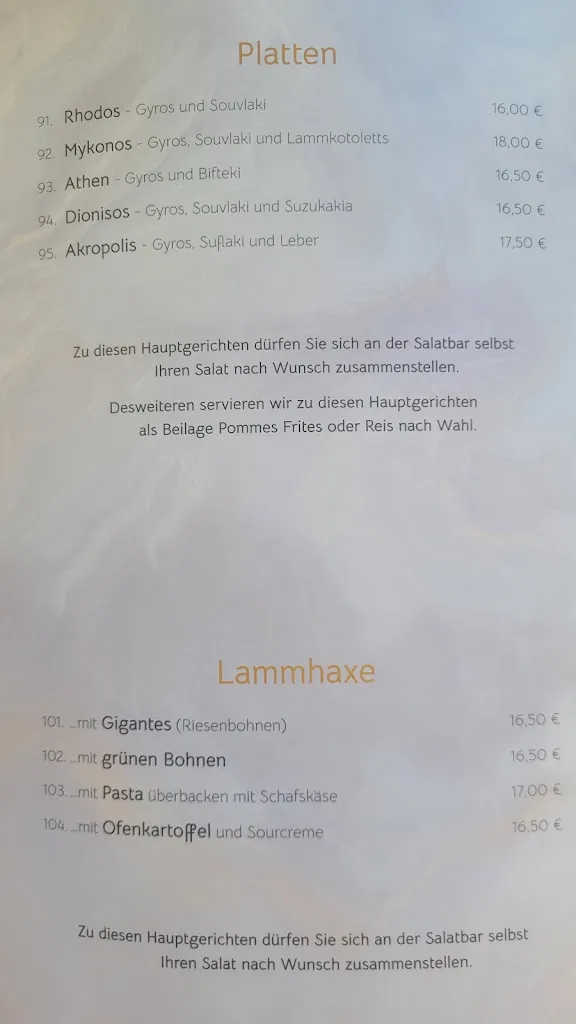 Platten
91. Rhodos - Gyros und Souvlaki 16,00 €
92. Mykonos - Gyros, Souvlaki und Lammkotoletts 18,00 €
93. Athen - Gyros und Bifteki 16,50 €
94. Dionisos - Gyros, Souvlaki und Suzukakia 16,50 €
95. Akropolis - Gyros, Suflaki und Leber 17,50 €
Zu diesen Hauptgerichten dürfen Sie sich an der Salatbar selbst
Ihren Salat nach Wunsch zusammenstellen.
Desweiteren servieren wir zu diesen Hauptgerichten
als Beilage Pommes Frites oder Reis nach Wahl.
Lammhaxe
101. ...mit Gigantes (Riesenbohnen) 16,50 €
102. ...mit grünen Bohnen 16,50 €
103. ...mit Pasta überbacken mit Schafskäse 17,00 €
104. ...mit Ofenkartoffel und Sourcreme 16,50 €
Zu diesen Hauptgerichten dürfen Sie sich an der Salatbar selbst
Ihren Salat nach Wunsch zusammenstellen.